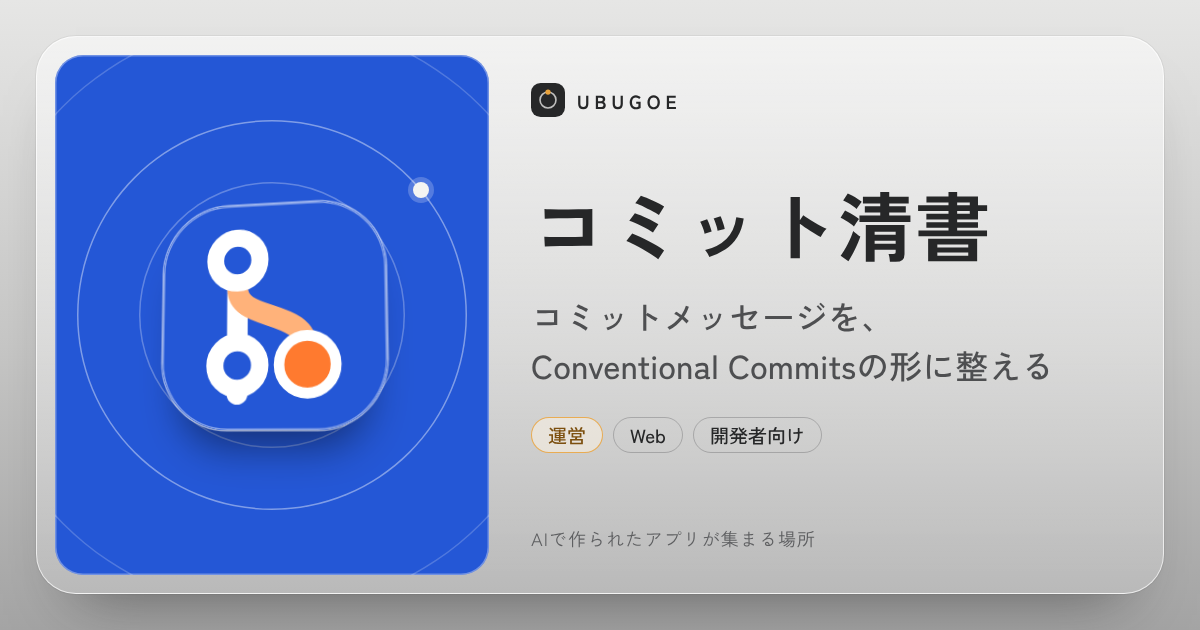 UBUGOE
コミット清書
コミットメッセージを、
Conventional Commitsの形に整える
運営 Web 開発者向け
AIで作られたアプリが集まる場所